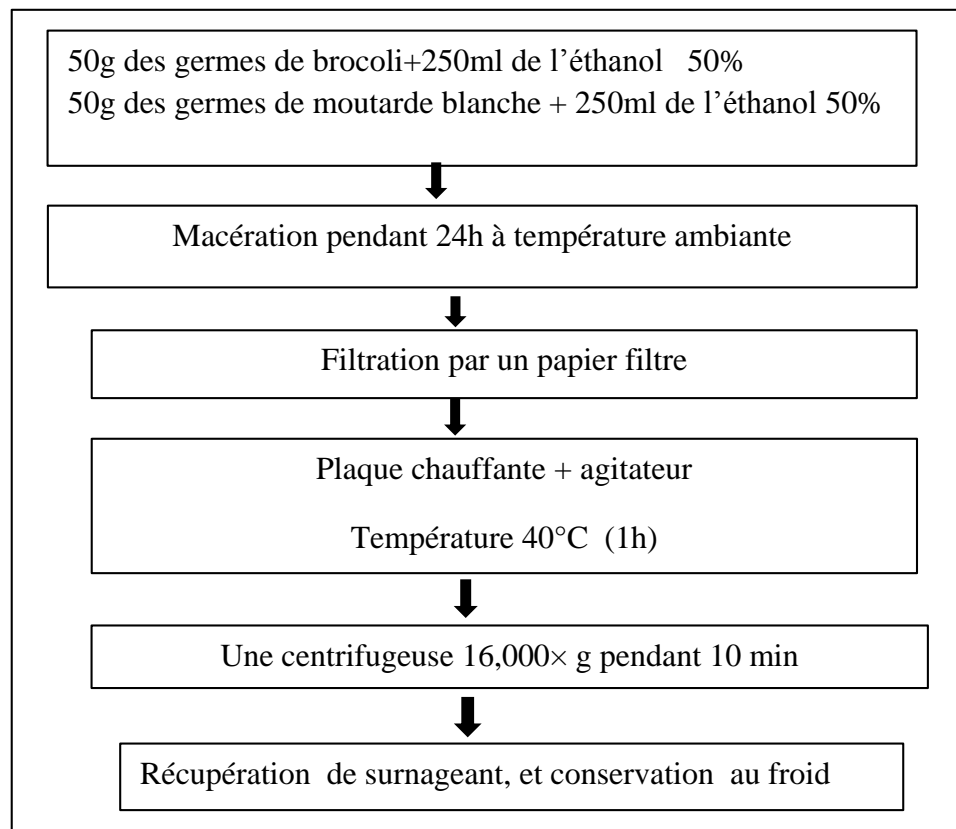 50g des germes de brocoli+250ml de l’éthanol 50%
50g des germes de moutarde blanche + 250ml de l’éthanol 50%
Macération pendant 24h à température ambiante
Filtration par un papier filtre
Plaque chauffante + agitateur
Température 40°C (1h)
Une centrifugeuse 16,000× g pendant 10 min
Récupération de surnageant, et conservation au froid